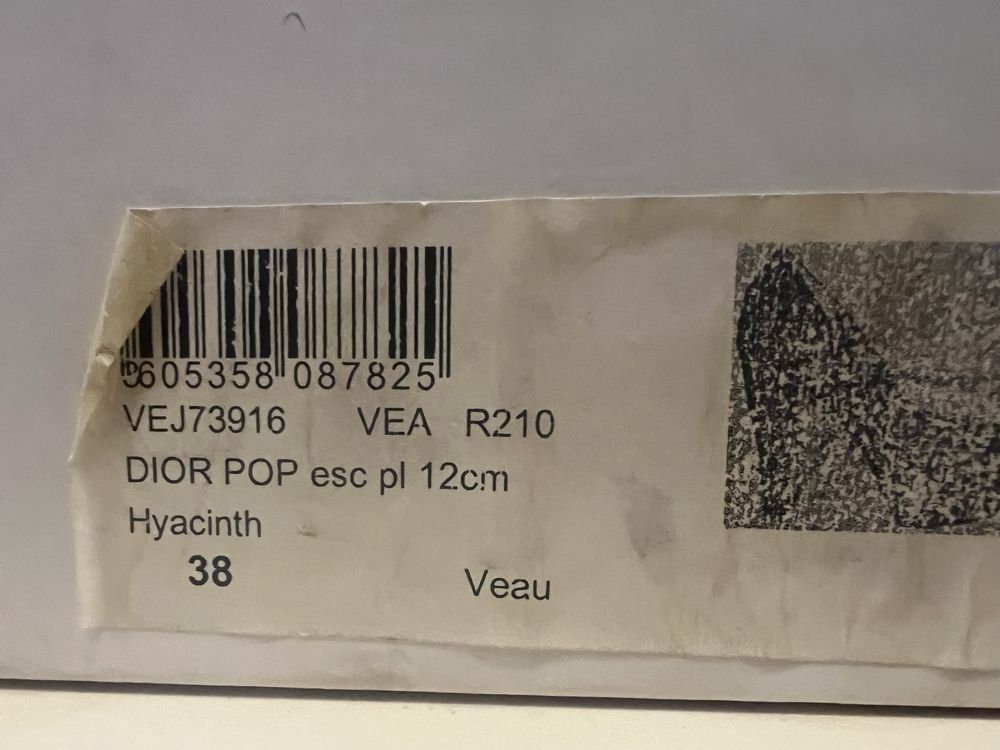 605358 087825
VEJ73916 VEA R210
DIOR POP esc pl 12cm
Hyacinth
38
Veau